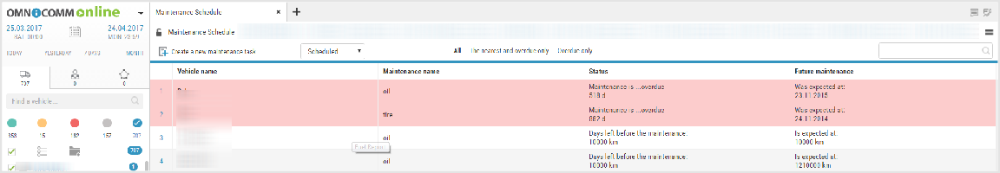 OMNICOMM online
25.03.2017
SAT, 00:00
24.04.2017
MON, 23:59
TODAY YESTERDAY 7 DAYS MONTH
707 0 0
Find a vehicle...
353 15 182 157 707
707
1
Maintenance Schedule × +
Maintenance Schedule
Create a new maintenance task Scheduled All The nearest and overdue only Overdue only
Vehicle name Maintenance name Status Future maintenance
1 oil Maintenance is ...overdue Was expected at:
518 d 23.11.2015
2 tire Maintenance is ...overdue Was expected at:
882 d 24.11.2014
3 oil Days left before the maintenance: Is expected at:
10000 km 10000 km
4 oil Days left before the maintenance: Is expected at:
10000 km 1210000 km